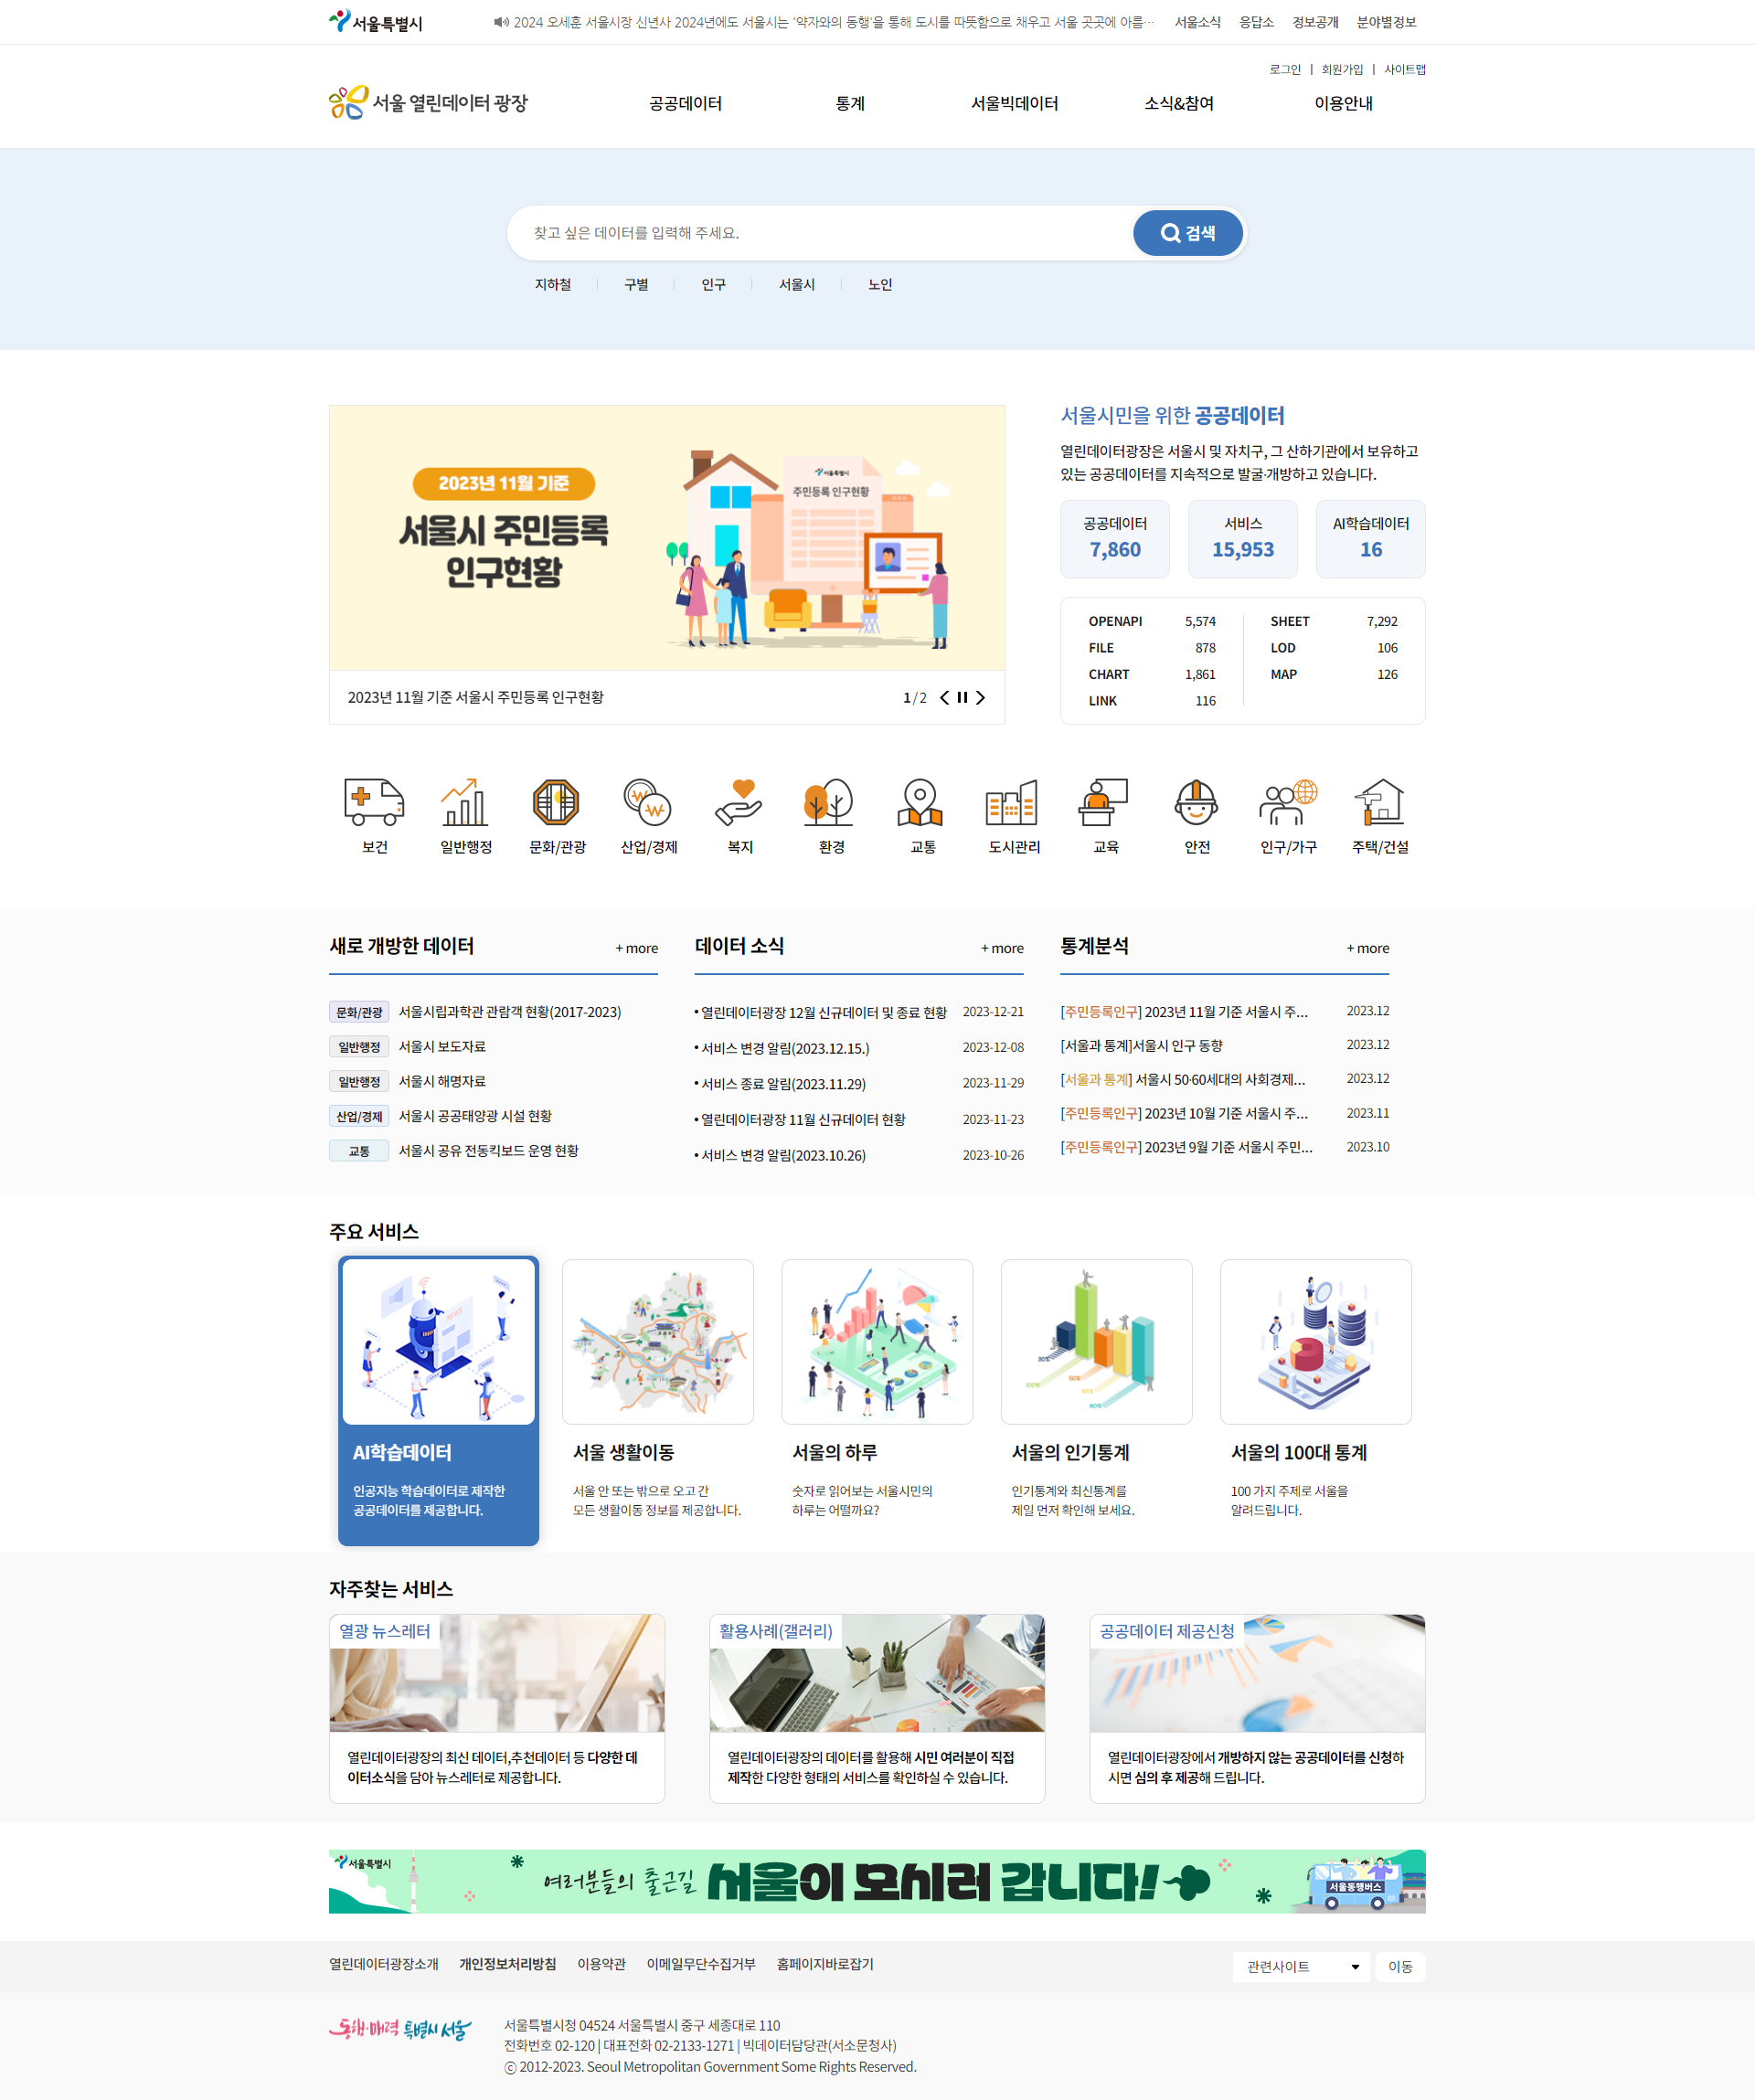 서울특별시
2024 오세훈 서울시장 신년사 2024년에도 서울시는 '약자와의 동행'을 통해 도시를 따뜻함으로 채우고 서울 곳곳에 아름…
서울소식 응답소 정보공개 분야별정보
로그인 | 회원가입 | 사이트맵
서울 열린데이터 광장
공공데이터 통계 서울빅데이터 소식&참여 이용안내
찾고 싶은 데이터를 입력해 주세요.
검색
지하철 구별 인구 서울시 노인
2023년 11월 기준
서울시 주민등록
인구현황
서울특별시
주민등록 인구현황
2023년 11월 기준 서울시 주민등록 인구현황
1 / 2
서울시민을 위한 공공데이터
열린데이터광장은 서울시 및 자치구, 그 산하기관에서 보유하고
있는 공공데이터를 지속적으로 발굴·개방하고 있습니다.
공공데이터
7,860
서비스
15,953
AI학습데이터
16
OPENAPI 5,574
FILE 878
CHART 1,861
LINK 116
SHEET 7,292
LOD 106
MAP 126
보건 일반행정 문화/관광 산업/경제 복지 환경 교통 도시관리 교육 안전 인구/가구 주택/건설
새로 개방한 데이터 + more
문화/관광 서울시립과학관 관람객 현황(2017-2023)
일반행정 서울시 보도자료
일반행정 서울시 해명자료
산업/경제 서울시 공공태양광 시설 현황
교통 서울시 공유 전동킥보드 운영 현황
데이터 소식 + more
• 열린데이터광장 12월 신규데이터 및 종료 현황 2023-12-21
• 서비스 변경 알림(2023.12.15.) 2023-12-08
• 서비스 종료 알림(2023.11.29) 2023-11-29
• 열린데이터광장 11월 신규데이터 현황 2023-11-23
• 서비스 변경 알림(2023.10.26) 2023-10-26
통계분석 + more
[주민등록인구] 2023년 11월 기준 서울시 주... 2023.12
[서울과 통계]서울시 인구 동향 2023.12
[서울과 통계] 서울시 50·60세대의 사회경제... 2023.12
[주민등록인구] 2023년 10월 기준 서울시 주... 2023.11
[주민등록인구] 2023년 9월 기준 서울시 주민... 2023.10
주요 서비스
NEWS
30%
100%
50%
80%
AI학습데이터
인공지능 학습데이터로 제작한
공공데이터를 제공합니다.
서울 생활이동
서울 안 또는 밖으로 오고 간
모든 생활이동 정보를 제공합니다.
서울의 하루
숫자로 읽어보는 서울시민의
하루는 어떨까요?
서울의 인기통계
인기통계와 최신통계를
제일 먼저 확인해 보세요.
서울의 100대 통계
100 가지 주제로 서울을
알려드립니다.
자주찾는 서비스
열광 뉴스레터
열린데이터광장의 최신 데이터,추천데이터 등 다양한 데
이터소식을 담아 뉴스레터로 제공합니다.
활용사례(갤러리)
열린데이터광장의 데이터를 활용해 시민 여러분이 직접
제작한 다양한 형태의 서비스를 확인하실 수 있습니다.
공공데이터 제공신청
열린데이터광장에서 개방하지 않는 공공데이터를 신청하
시면 심의 후 제공해 드립니다.
서울특별시
여러분들의 출근길 서울이 모시러 갑니다!
서울동행버스
열린데이터광장소개 개인정보처리방침 이용약관 이메일무단수집거부 홈페이지바로잡기
관련사이트 이동
동행·매력 특별시 서울
서울특별시청 04524 서울특별시 중구 세종대로 110
전화번호 02-120 | 대표전화 02-2133-1271 | 빅데이터담당관(서소문청사)
ⓒ 2012-2023. Seoul Metropolitan Government Some Rights Reserved.